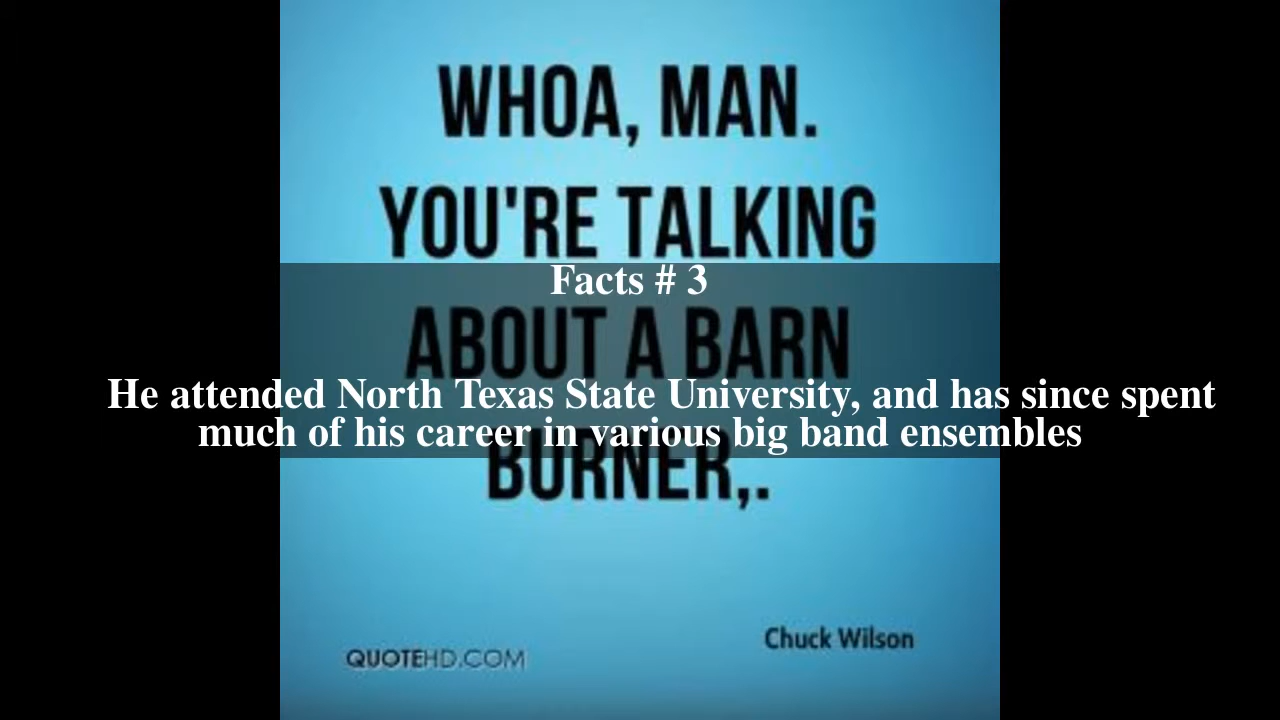 WHOA, MAN.
YOU'RE TALKING
Facts # 3
ABOUT A BARN
He attended North Texas State University, and has since spent
much of his career in various big band ensembles
BURNER,.
Chuck Wilson
QUOTEHD.COM